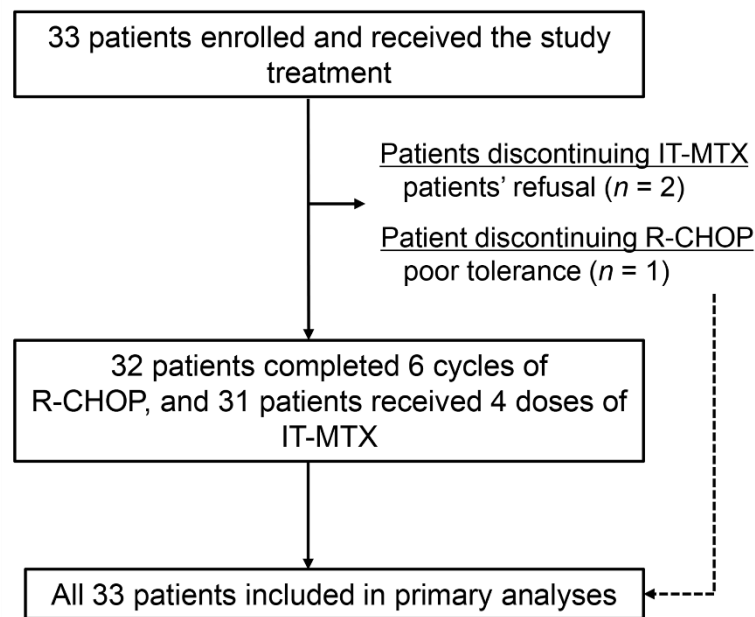 33 patients enrolled and received the study
treatment
Patients discontinuing IT-MTX
patients’ refusal (n = 2)
Patient discontinuing R-CHOP
poor tolerance (n = 1)
32 patients completed 6 cycles of
R-CHOP, and 31 patients received 4 doses of
IT-MTX
All 33 patients included in primary analyses